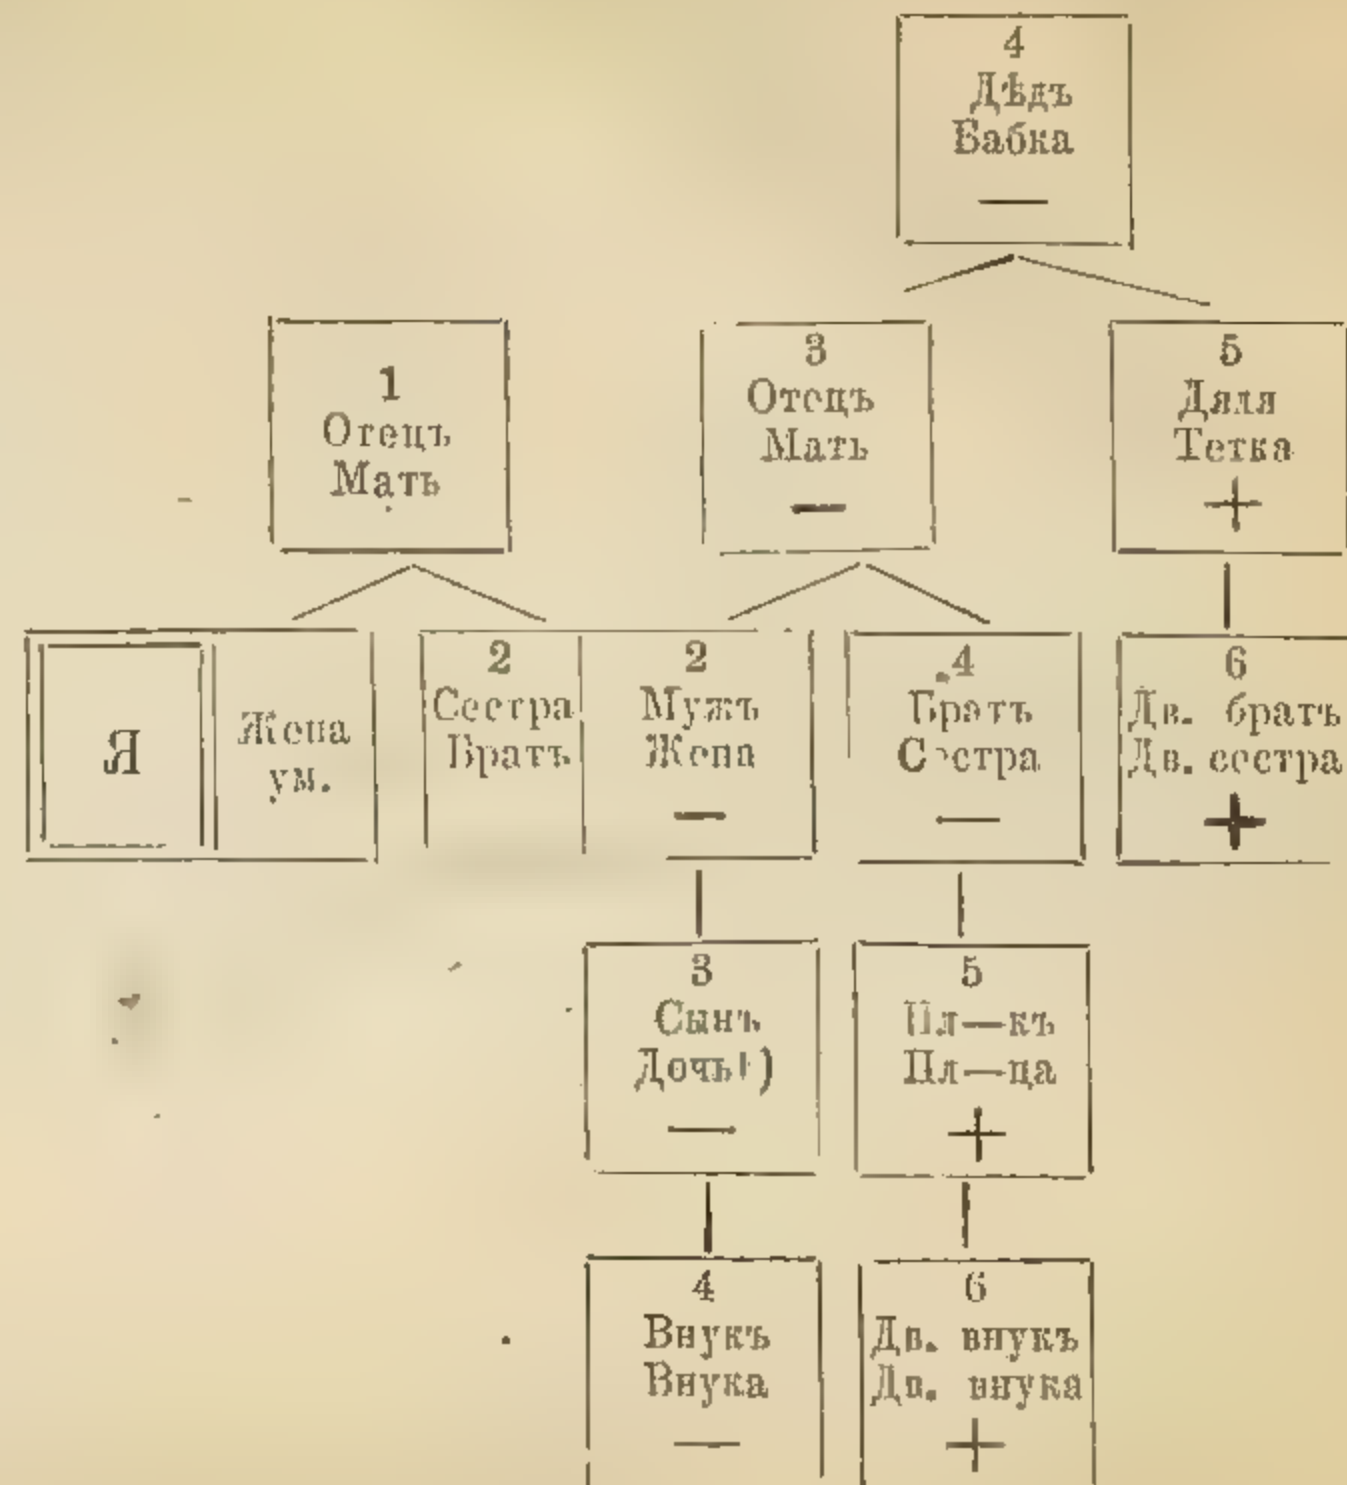 4
Дѣдъ
Бабка
—
1
Отецъ
Мать
3
Отецъ
Мать
—
5
Дядя
Тетка
+
Я
Жена
ум.
2
Сестра
Братъ
2
Мужъ
Жена
—
4
Братъ
Сестра
—
6
Дв. братъ
Дв. сестра
+
3
Сынъ
Дочь¹)
—
5
Пл—къ
Пл—ца
+
4
Внукъ
Внука
—
6
Дв. внукъ
Дв. внука
+